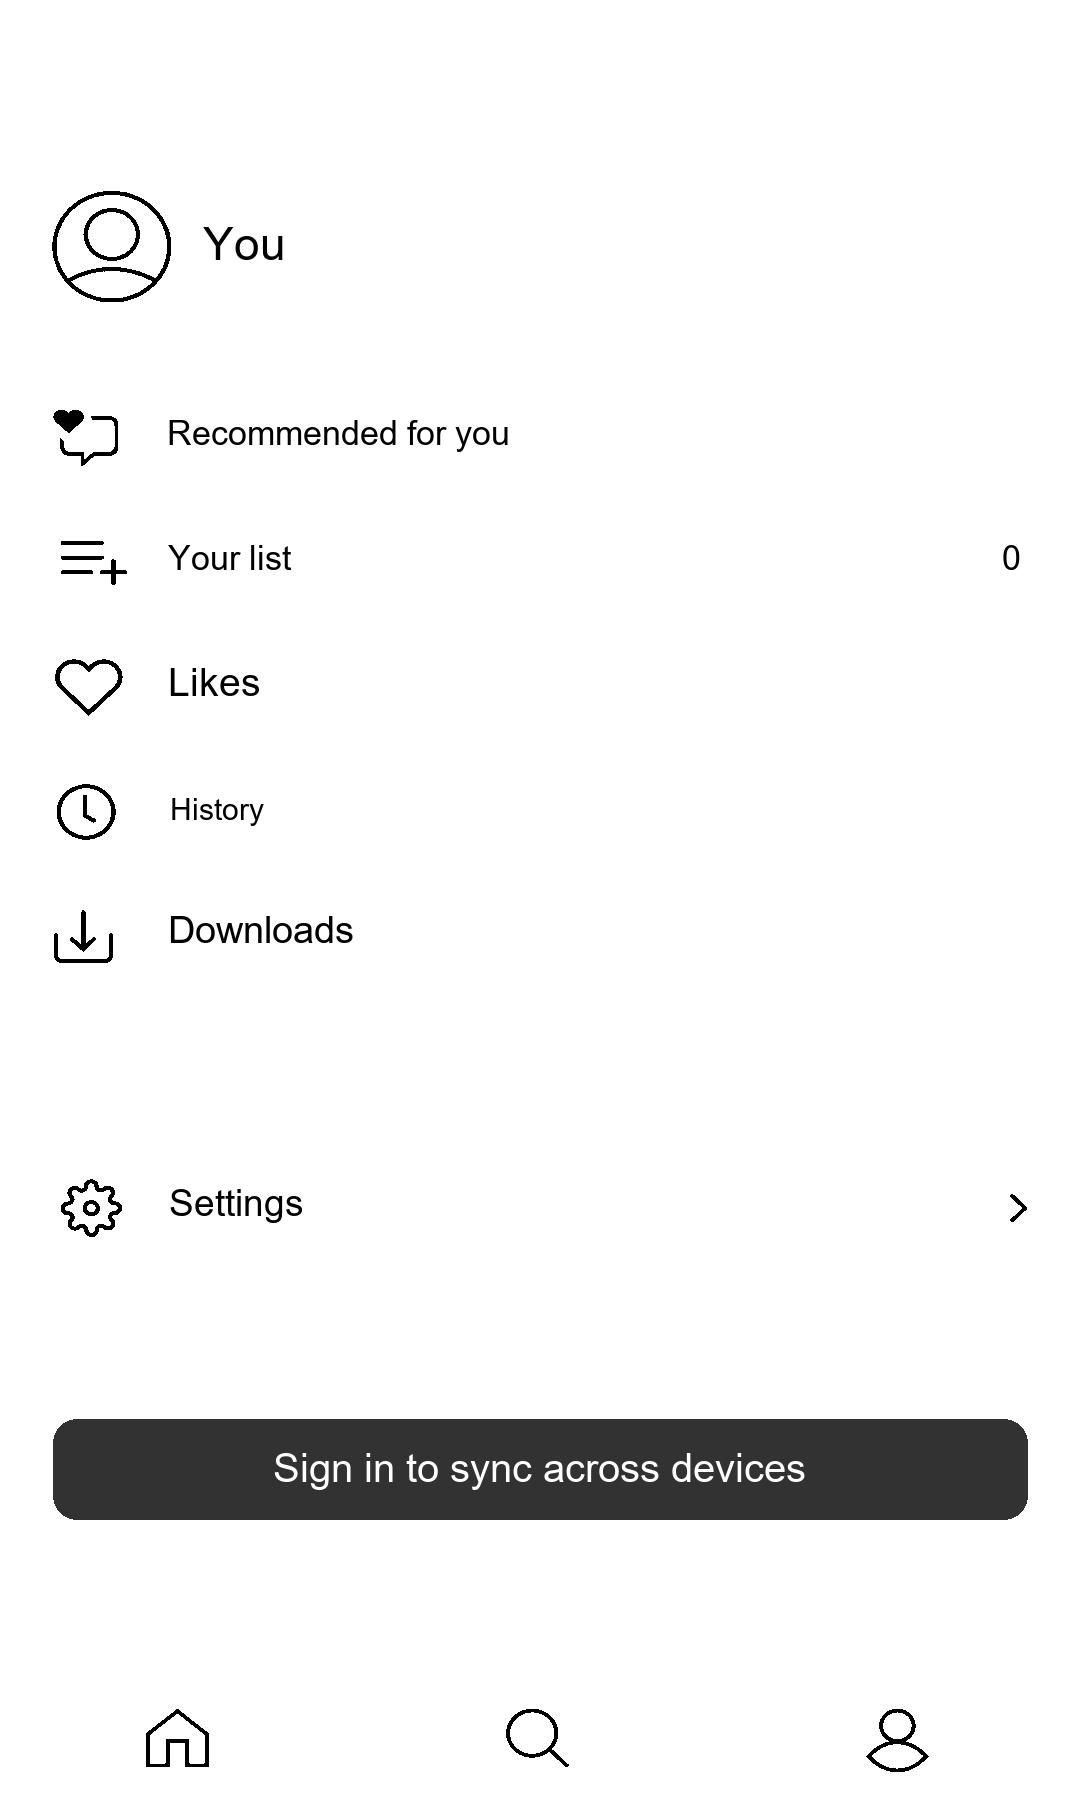 You
Recommended for you
Your list 0
Likes
History
Downloads
Settings
Sign in to sync across devices